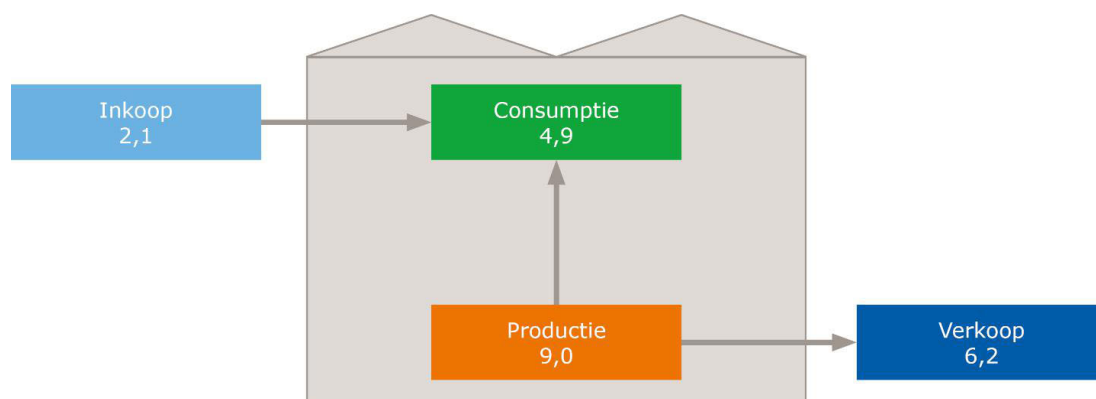 Inkoop
2,1
Consumptie
4,9
Productie
9,0
Verkoop
6,2